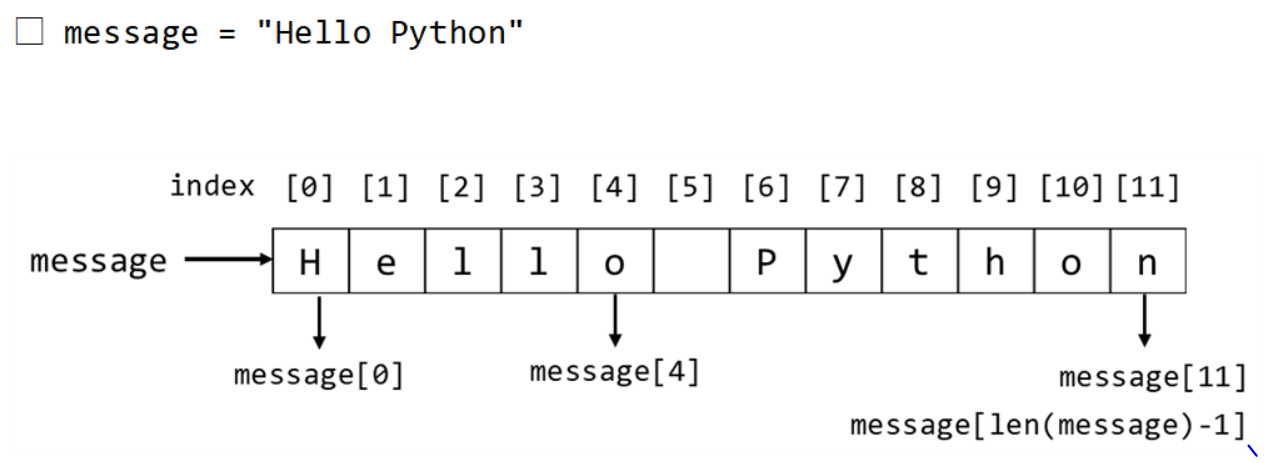 message = "Hello Python"
index [0] [1] [2] [3] [4] [5] [6] [7] [8] [9] [10] [11]
message H e l l o P y t h o n
message[0] message[4] message[11]
message[len(message)-1]